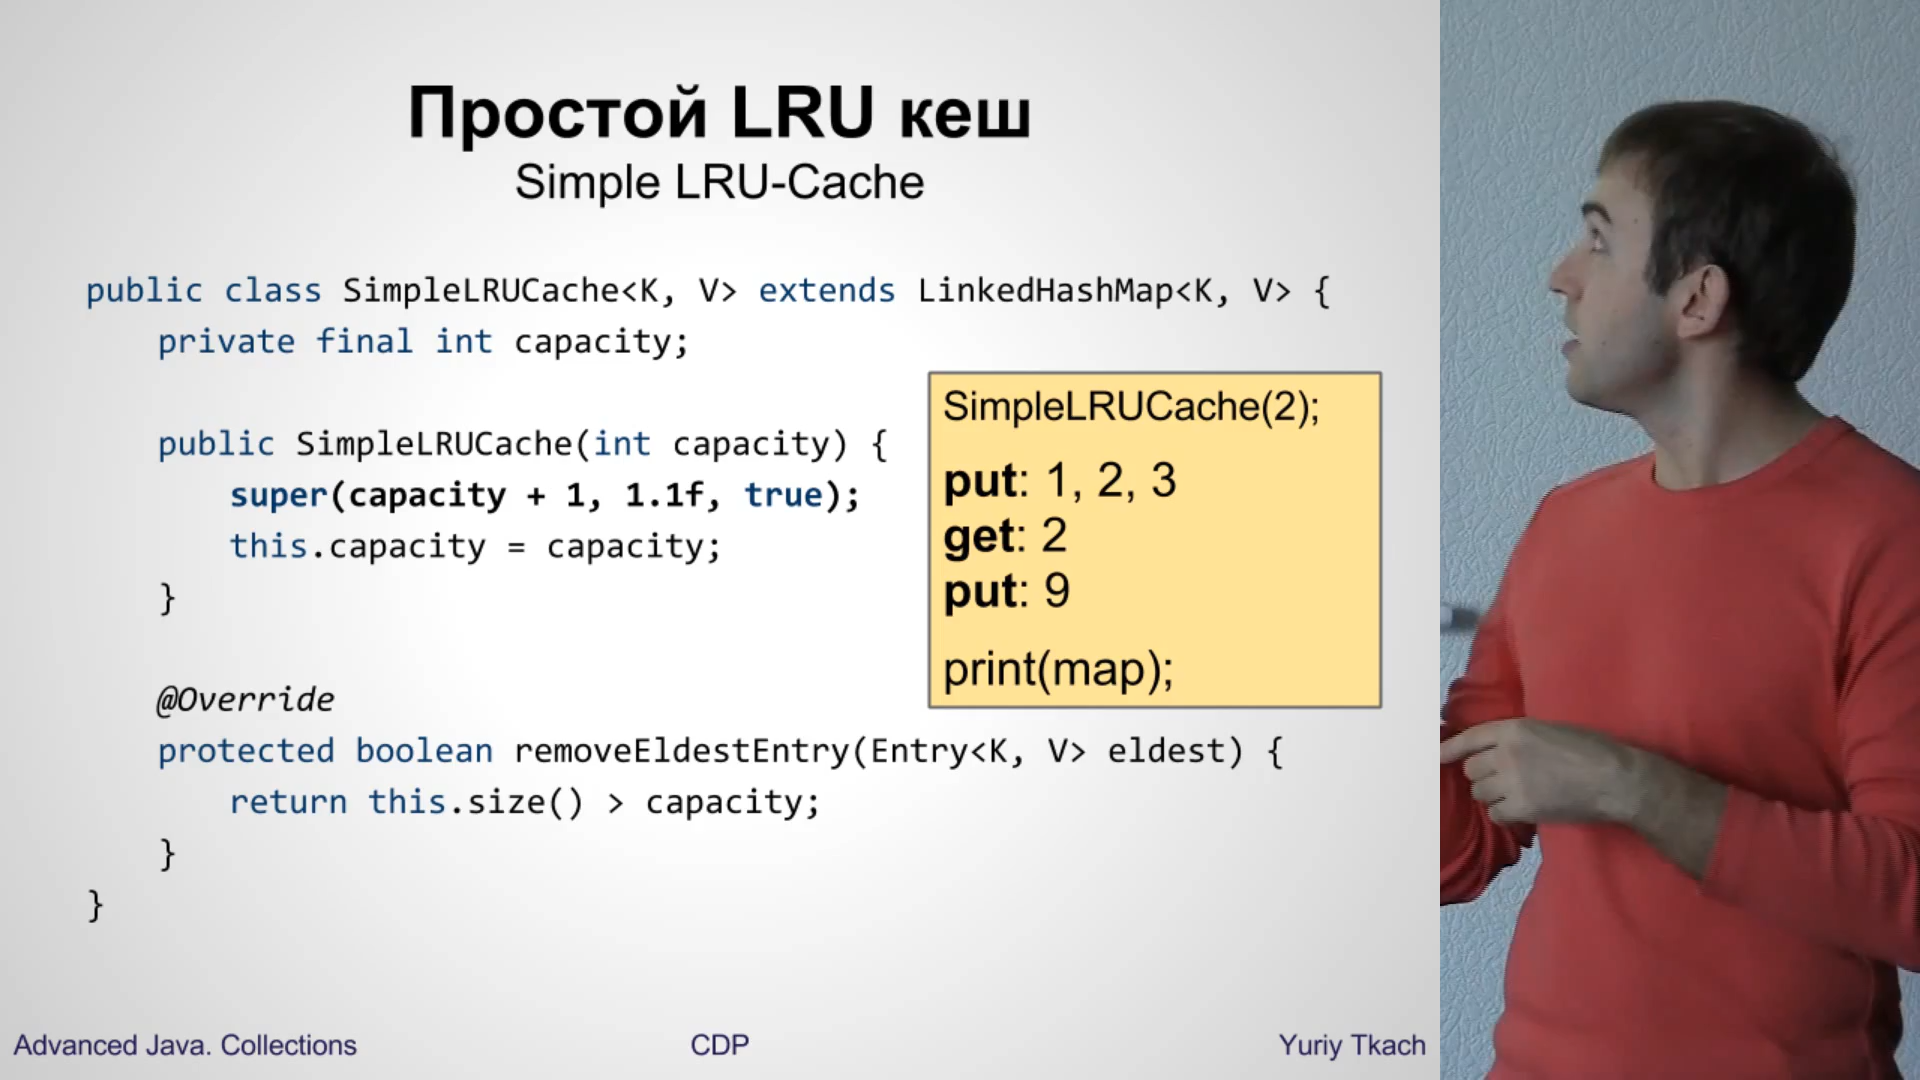 Простой LRU кеш
Simple LRU-Cache
public class SimpleLRUCache<K, V> extends LinkedHashMap<K, V> {
private final int capacity;
public SimpleLRUCache(int capacity) {
super(capacity + 1, 1.1f, true);
this.capacity = capacity;
}
@Override
protected boolean removeEldestEntry(Entry<K, V> eldest) {
return this.size() > capacity;
}
}
SimpleLRUCache(2);
put: 1, 2, 3
get: 2
put: 9
print(map);
Advanced Java. Collections
CDP
Yuriy Tkach